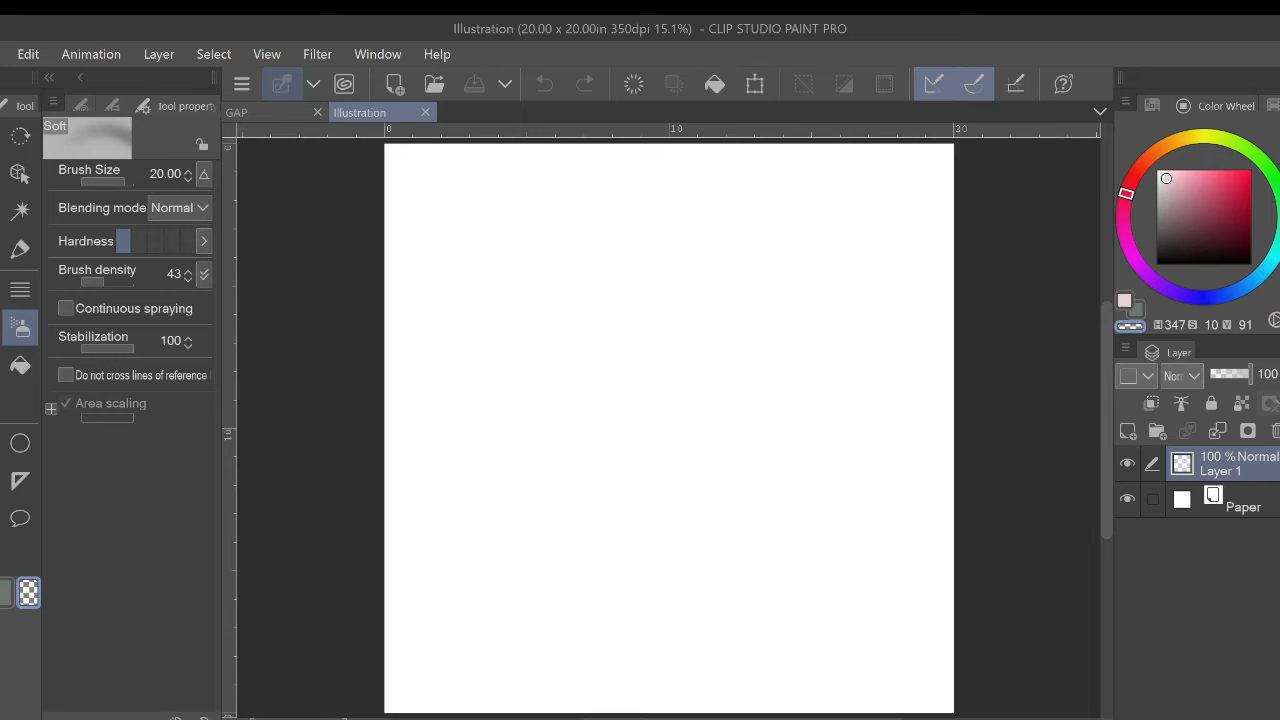 Illustration (20.00 x 20.00in 350dpi 15.1%) - CLIP STUDIO PAINT PRO
Edit Animation Layer Select View Filter Window Help
Tool Tool property
GAP Illustration
Color Wheel
0 10 20
Soft
Brush Size 20.00
Blending mode Normal
Hardness
Brush density 43
Continuous spraying
Stabilization 100
Do not cross lines of reference
Area scaling
0
10
H 347 S 10 V 91
Layer
Nor 100
100 % Normal
Layer 1
Paper